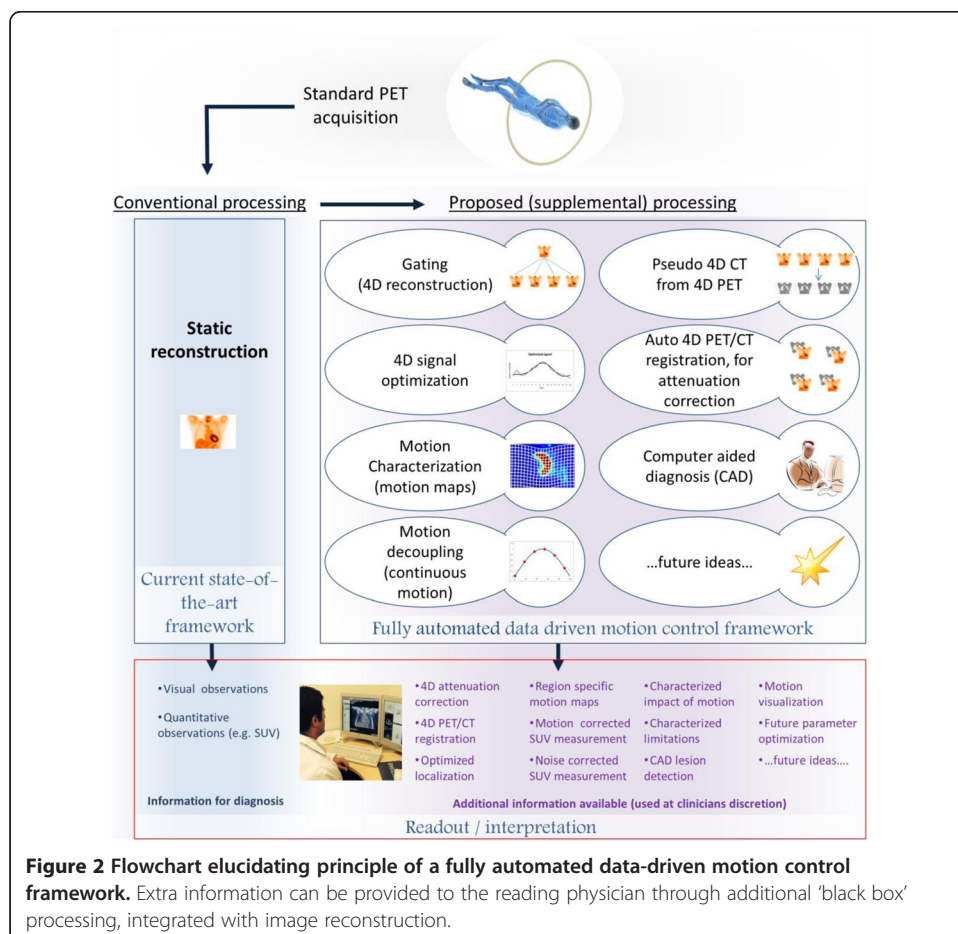 Standard PET
acquisition
Conventional processing
Proposed (supplemental) processing
Static
reconstruction
Current state-of-
the-art
framework
Gating
(4D reconstruction)
Pseudo 4D CT
from 4D PET
4D signal
optimization
Optimized signal
Auto 4D PET/CT
registration, for
attenuation
correction
Motion
Characterization
(motion maps)
Computer aided
diagnosis (CAD)
Motion
decoupling
(continuous
motion)
...future ideas...
Fully automated data driven motion control framework
•Visual observations
•Quantitative
observations (e.g. SUV)
Information for diagnosis
•4D attenuation
correction
•4D PET/CT
registration
•Optimized
localization
•Region specific
motion maps
•Motion corrected
SUV measurement
•Noise corrected
SUV measurement
•Characterized
impact of motion
•Characterized
limitations
•CAD lesion
detection
•Motion
visualization
•Future parameter
optimization
•...future ideas....
Additional information available (used at clinicians discretion)
Readout / interpretation
Figure 2 Flowchart elucidating principle of a fully automated data-driven motion control
framework. Extra information can be provided to the reading physician through additional 'black box'
processing, integrated with image reconstruction.